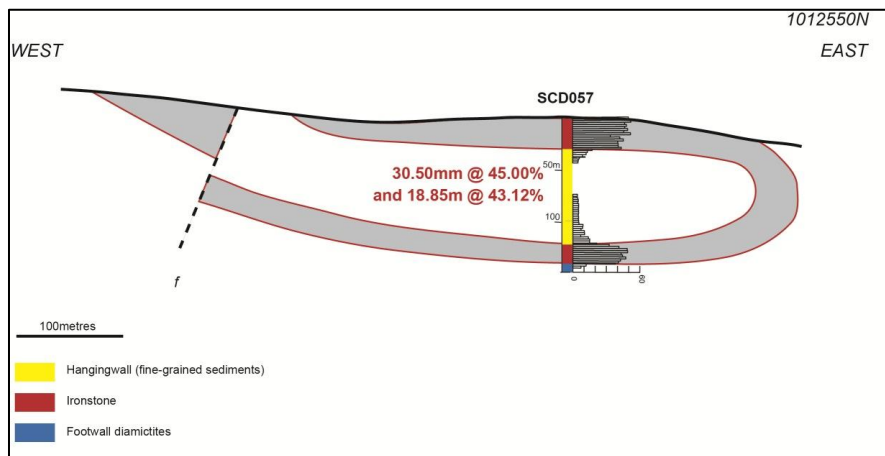 1012550N
WEST
EAST
SCD057
30.50mm @ 45.00%
and 18.85m @ 43.12%
50m
100
0
60
f
100metres
Hangingwall (fine-grained sediments)
Ironstone
Footwall diamictites